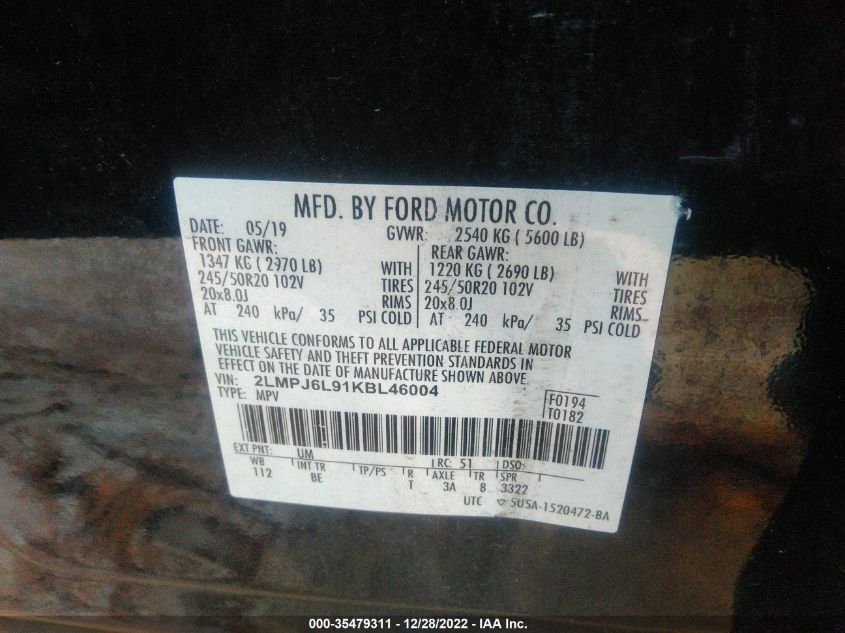 MFD. BY FORD MOTOR CO.
DATE: 05/19 GVWR: 2540 KG ( 5600 LB)
FRONT GAWR: REAR GAWR:
1347 KG ( 2970 LB) WITH 1220 KG ( 2690 LB) WITH
245/50R20 102V TIRES 245/50R20 102V TIRES
20x8.0J RIMS 20x8.0J RIMS
AT 240 kPa/ 35 PSI COLD AT 240 kPa/ 35 PSI COLD
THIS VEHICLE CONFORMS TO ALL APPLICABLE FEDERAL MOTOR
VEHICLE SAFETY AND THEFT PREVENTION STANDARDS IN
EFFECT ON THE DATE OF MANUFACTURE SHOWN ABOVE.
VIN: 2LMPJ6L91KBL46004
TYPE: MPV
F0194
T0182
EXT PNT: UM RC: 51 DSO:
WB INT TR TP/PS R AXLE TR SPR
112 BE T 3A 8 3322
UTC 5USA-1520472-BA
000-35479311 - 12/28/2022 - IAA Inc.